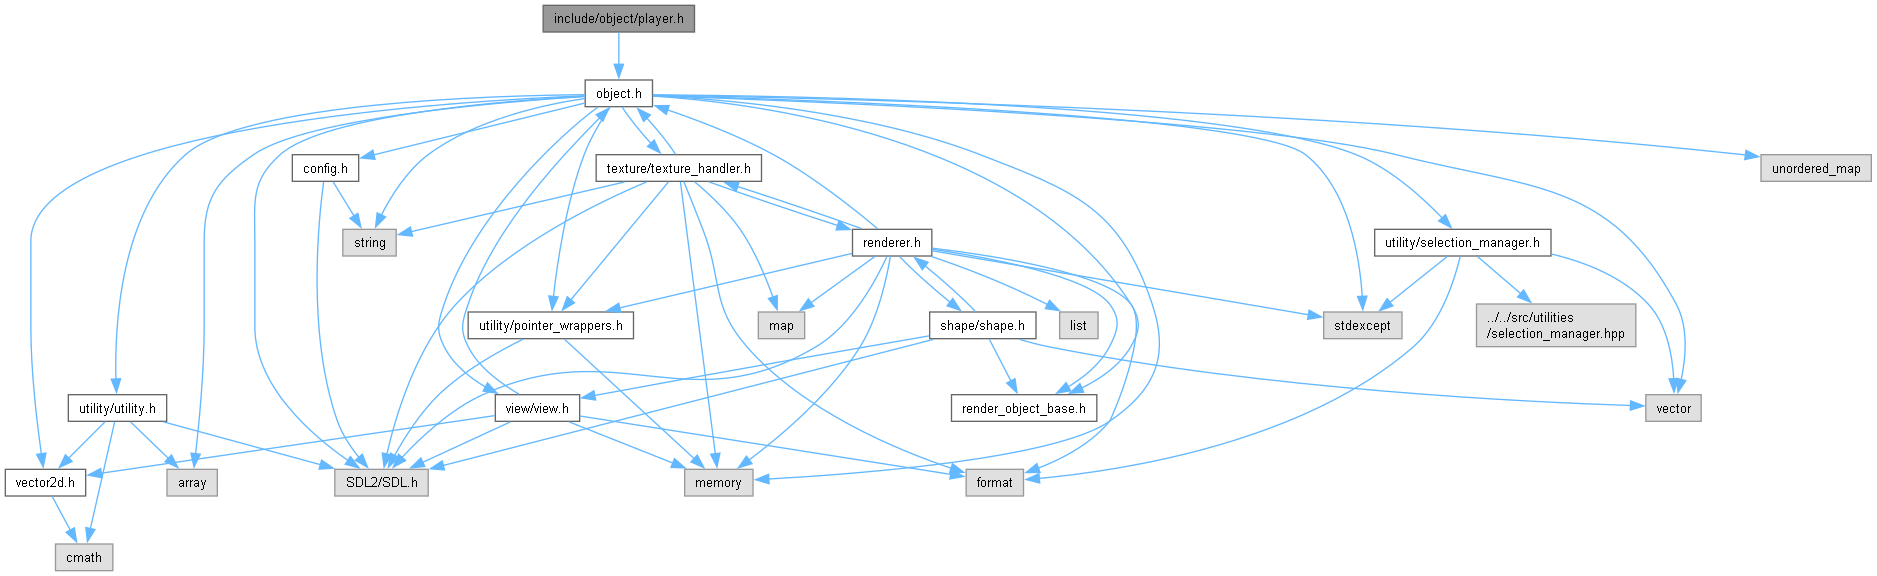 include/object/player.h
object.h
config.h
texture/texture_handler.h
unordered_map
string
renderer.h
utility/selection_manager.h
utility/pointer_wrappers.h
map
shape/shape.h
list
stdexcept
../../src/utilities
/selection_manager.hpp
utility/utility.h
view/view.h
render_object_base.h
vector
vector2d.h
array
SDL2/SDL.h
memory
format
cmath